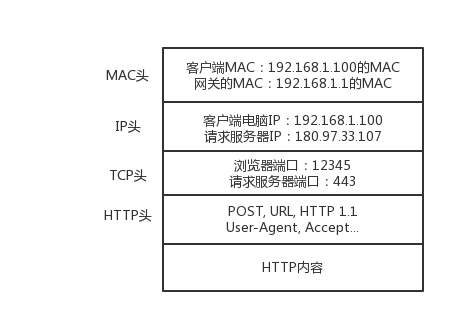 MAC头
客户端MAC：192.168.1.100的MAC
网关的MAC：192.168.1.1的MAC
IP头
客户端电脑IP：192.168.1.100
请求服务器IP：180.97.33.107
TCP头
浏览器端口：12345
请求服务器端口：443
HTTP头
POST, URL, HTTP 1.1
User-Agent, Accept...
HTTP内容